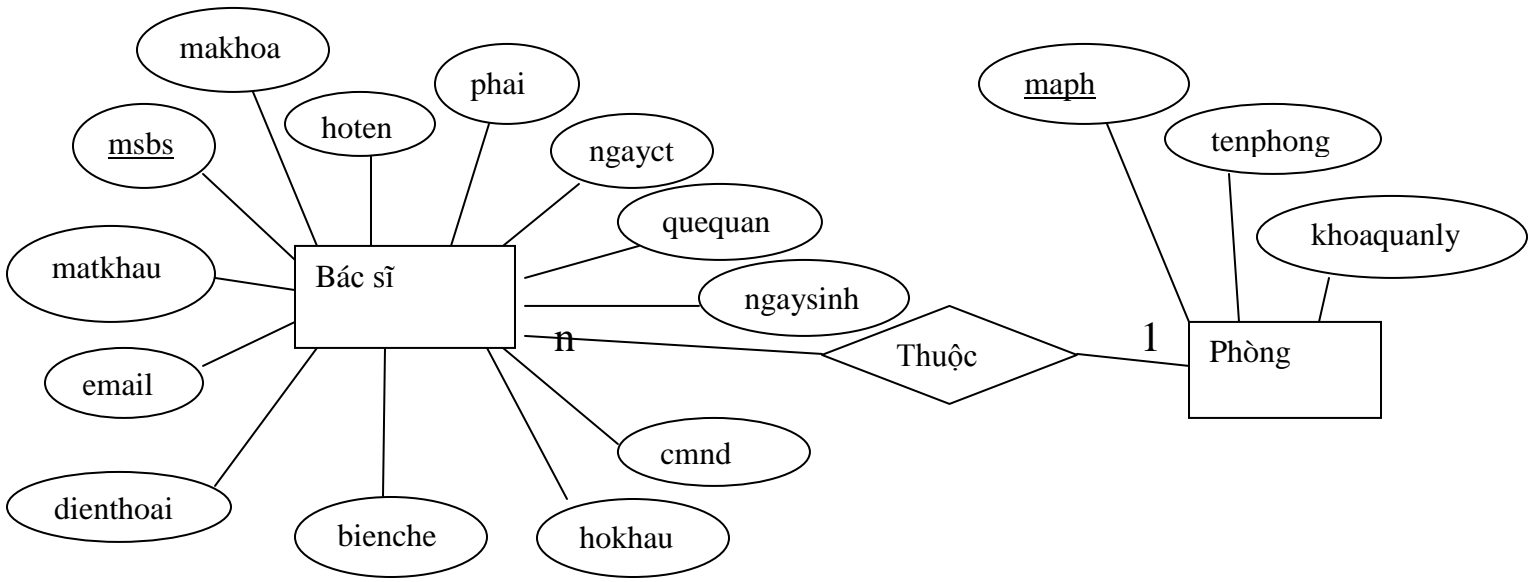 makhoa
phai
maph
msbs
hoten
ngayct
tenphong
quequan
khoaquanly
matkhau
Bác sĩ
ngaysinh
n
1
Thuộc
Phòng
email
cmnd
dienthoai
bienche
hokhau